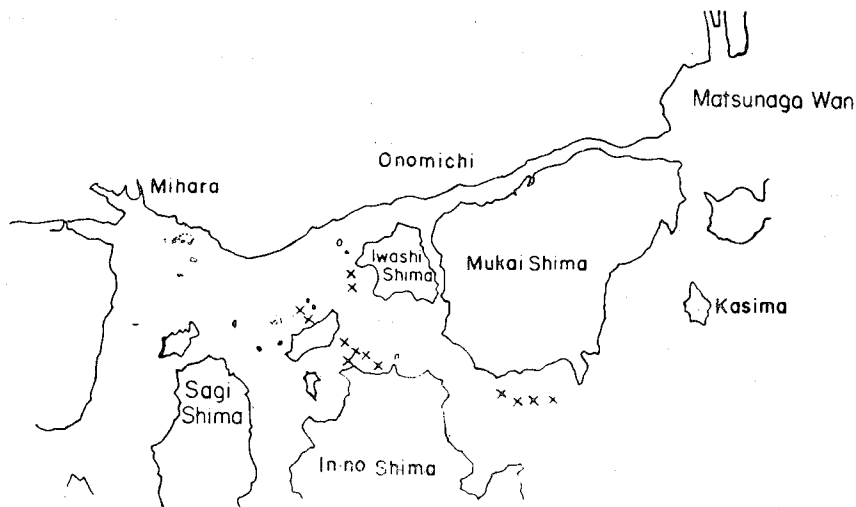 Matsunaga Wan
Onomichi
Mihara
Iwashi
Shima
Mukai Shima
Kasima
Sagi
Shima
In-no Shima